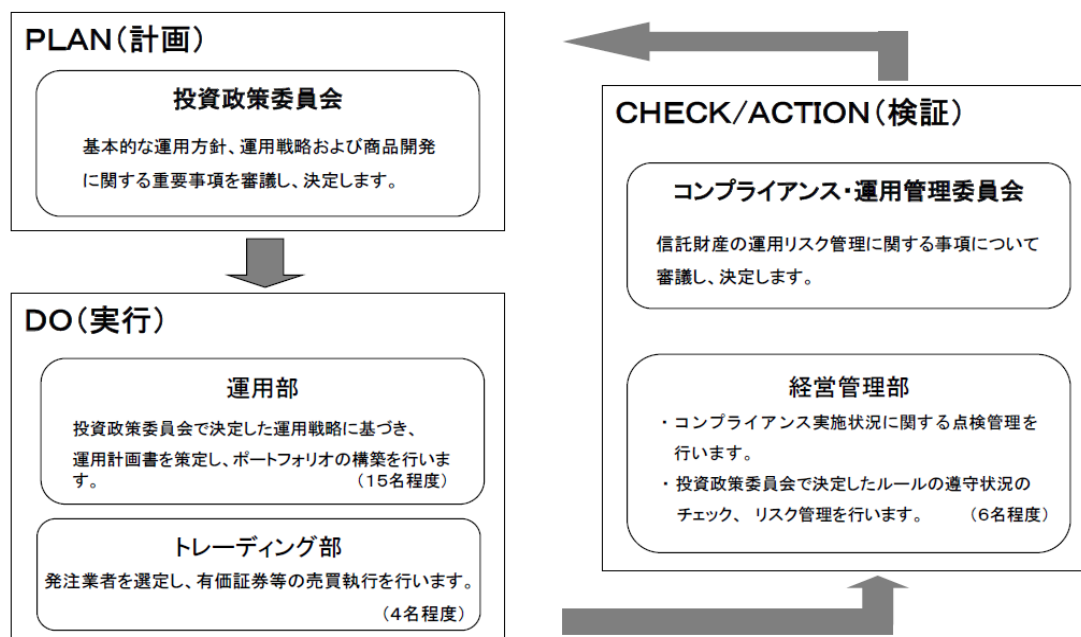 PLAN(計画)
投資政策委員会
基本的な運用方針、運用戦略および商品開発
に関する重要事項を審議し、決定します。
DO(実行)
運用部
投資政策委員会で決定した運用戦略に基づき、
運用計画書を策定し、ポートフォリオの構築を行いま
す。 (15名程度)
トレーディング部
発注業者を選定し、有価証券等の売買執行を行います。
(4名程度)
CHECK/ACTION(検証)
コンプライアンス・運用管理委員会
信託財産の運用リスク管理に関する事項について
審議し、決定します。
経営管理部
・コンプライアンス実施状況に関する点検管理を
行います。
・投資政策委員会で決定したルールの遵守状況の
チェック、リスク管理を行います。 (6名程度)